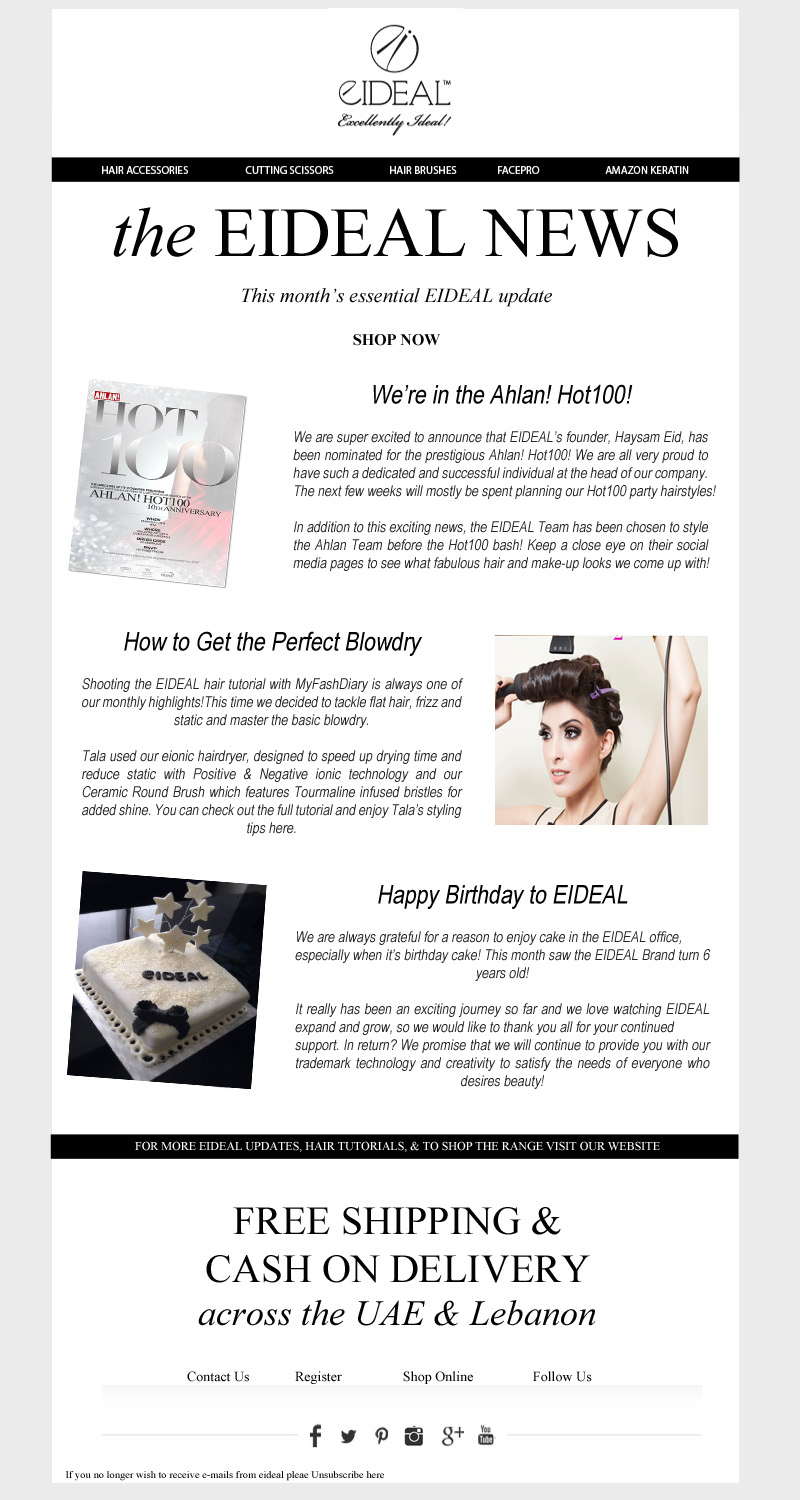 eIDEAL™
Excellently Ideal!
HAIR ACCESSORIES CUTTING SCISSORS HAIR BRUSHES FACEPRO AMAZON KERATIN
the EIDEAL NEWS
This month’s essential EIDEAL update
SHOP NOW
AHLAN!
HOT
100
AHLAN! HOT100
10TH ANNIVERSARY
WHEN
WHERE
DRESS CODE
RSVP
We’re in the Ahlan! Hot100!
We are super excited to announce that EIDEAL’s founder, Haysam Eid, has
been nominated for the prestigious Ahlan! Hot100! We are all very proud to
have such a dedicated and successful individual at the head of our company.
The next few weeks will mostly be spent planning our Hot100 party hairstyles!
In addition to this exciting news, the EIDEAL Team has been chosen to style
the Ahlan Team before the Hot100 bash! Keep a close eye on their social
media pages to see what fabulous hair and make-up looks we come up with!
How to Get the Perfect Blowdry
Shooting the EIDEAL hair tutorial with MyFashDiary is always one of
our monthly highlights!This time we decided to tackle flat hair, frizz and
static and master the basic blowdry.
Tala used our eionic hairdryer, designed to speed up drying time and
reduce static with Positive & Negative ionic technology and our
Ceramic Round Brush which features Tourmaline infused bristles for
added shine. You can check out the full tutorial and enjoy Tala’s styling
tips here.
EIDEAL
Happy Birthday to EIDEAL
We are always grateful for a reason to enjoy cake in the EIDEAL office,
especially when it’s birthday cake! This month saw the EIDEAL Brand turn 6
years old!
It really has been an exciting journey so far and we love watching EIDEAL
expand and grow, so we would like to thank you all for your continued
support. In return? We promise that we will continue to provide you with our
trademark technology and creativity to satisfy the needs of everyone who
desires beauty!
FOR MORE EIDEAL UPDATES, HAIR TUTORIALS, & TO SHOP THE RANGE VISIT OUR WEBSITE
FREE SHIPPING &
CASH ON DELIVERY
across the UAE & Lebanon
Contact Us Register Shop Online Follow Us
g+ You
Tube
If you no longer wish to receive e-mails from eideal pleae Unsubscribe here